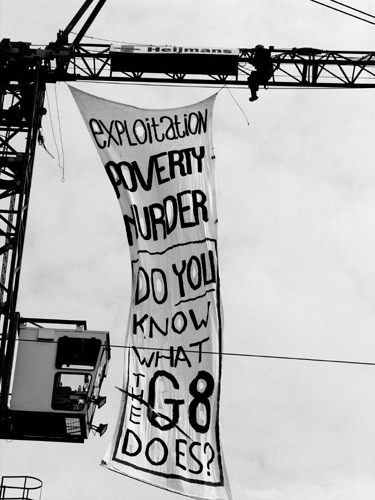 Heijmans
exploitation
POVERTY
MURDER
DO YOU
KNOW
WHAT
THE G8
DOES?